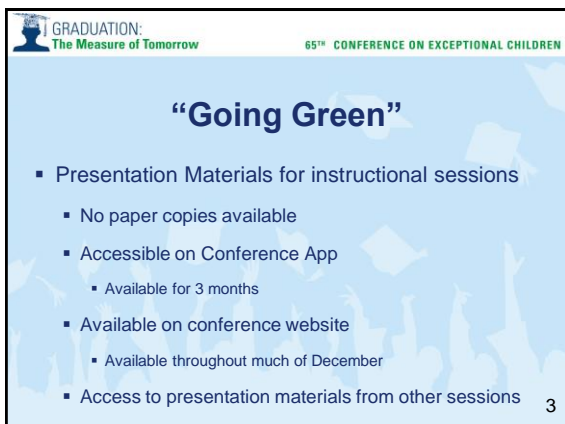 GRADUATION:
The Measure of Tomorrow
65TH CONFERENCE ON EXCEPTIONAL CHILDREN
“Going Green”
▪ Presentation Materials for instructional sessions
▪ No paper copies available
▪ Accessible on Conference App
▪ Available for 3 months
▪ Available on conference website
▪ Available throughout much of December
▪ Access to presentation materials from other sessions
3